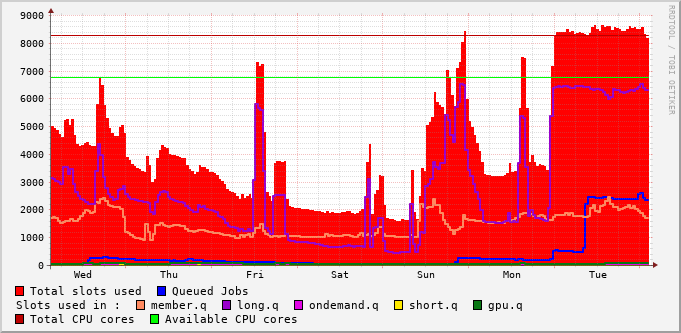 9000
8000
7000
6000
5000
4000
3000
2000
1000
0
Wed Thu Fri Sat Sun Mon Tue
RRDTOOL / TOBI OETIKER
Total slots used Queued Jobs
Slots used in : member.q long.q ondemand.q short.q gpu.q
Total CPU cores Available CPU cores